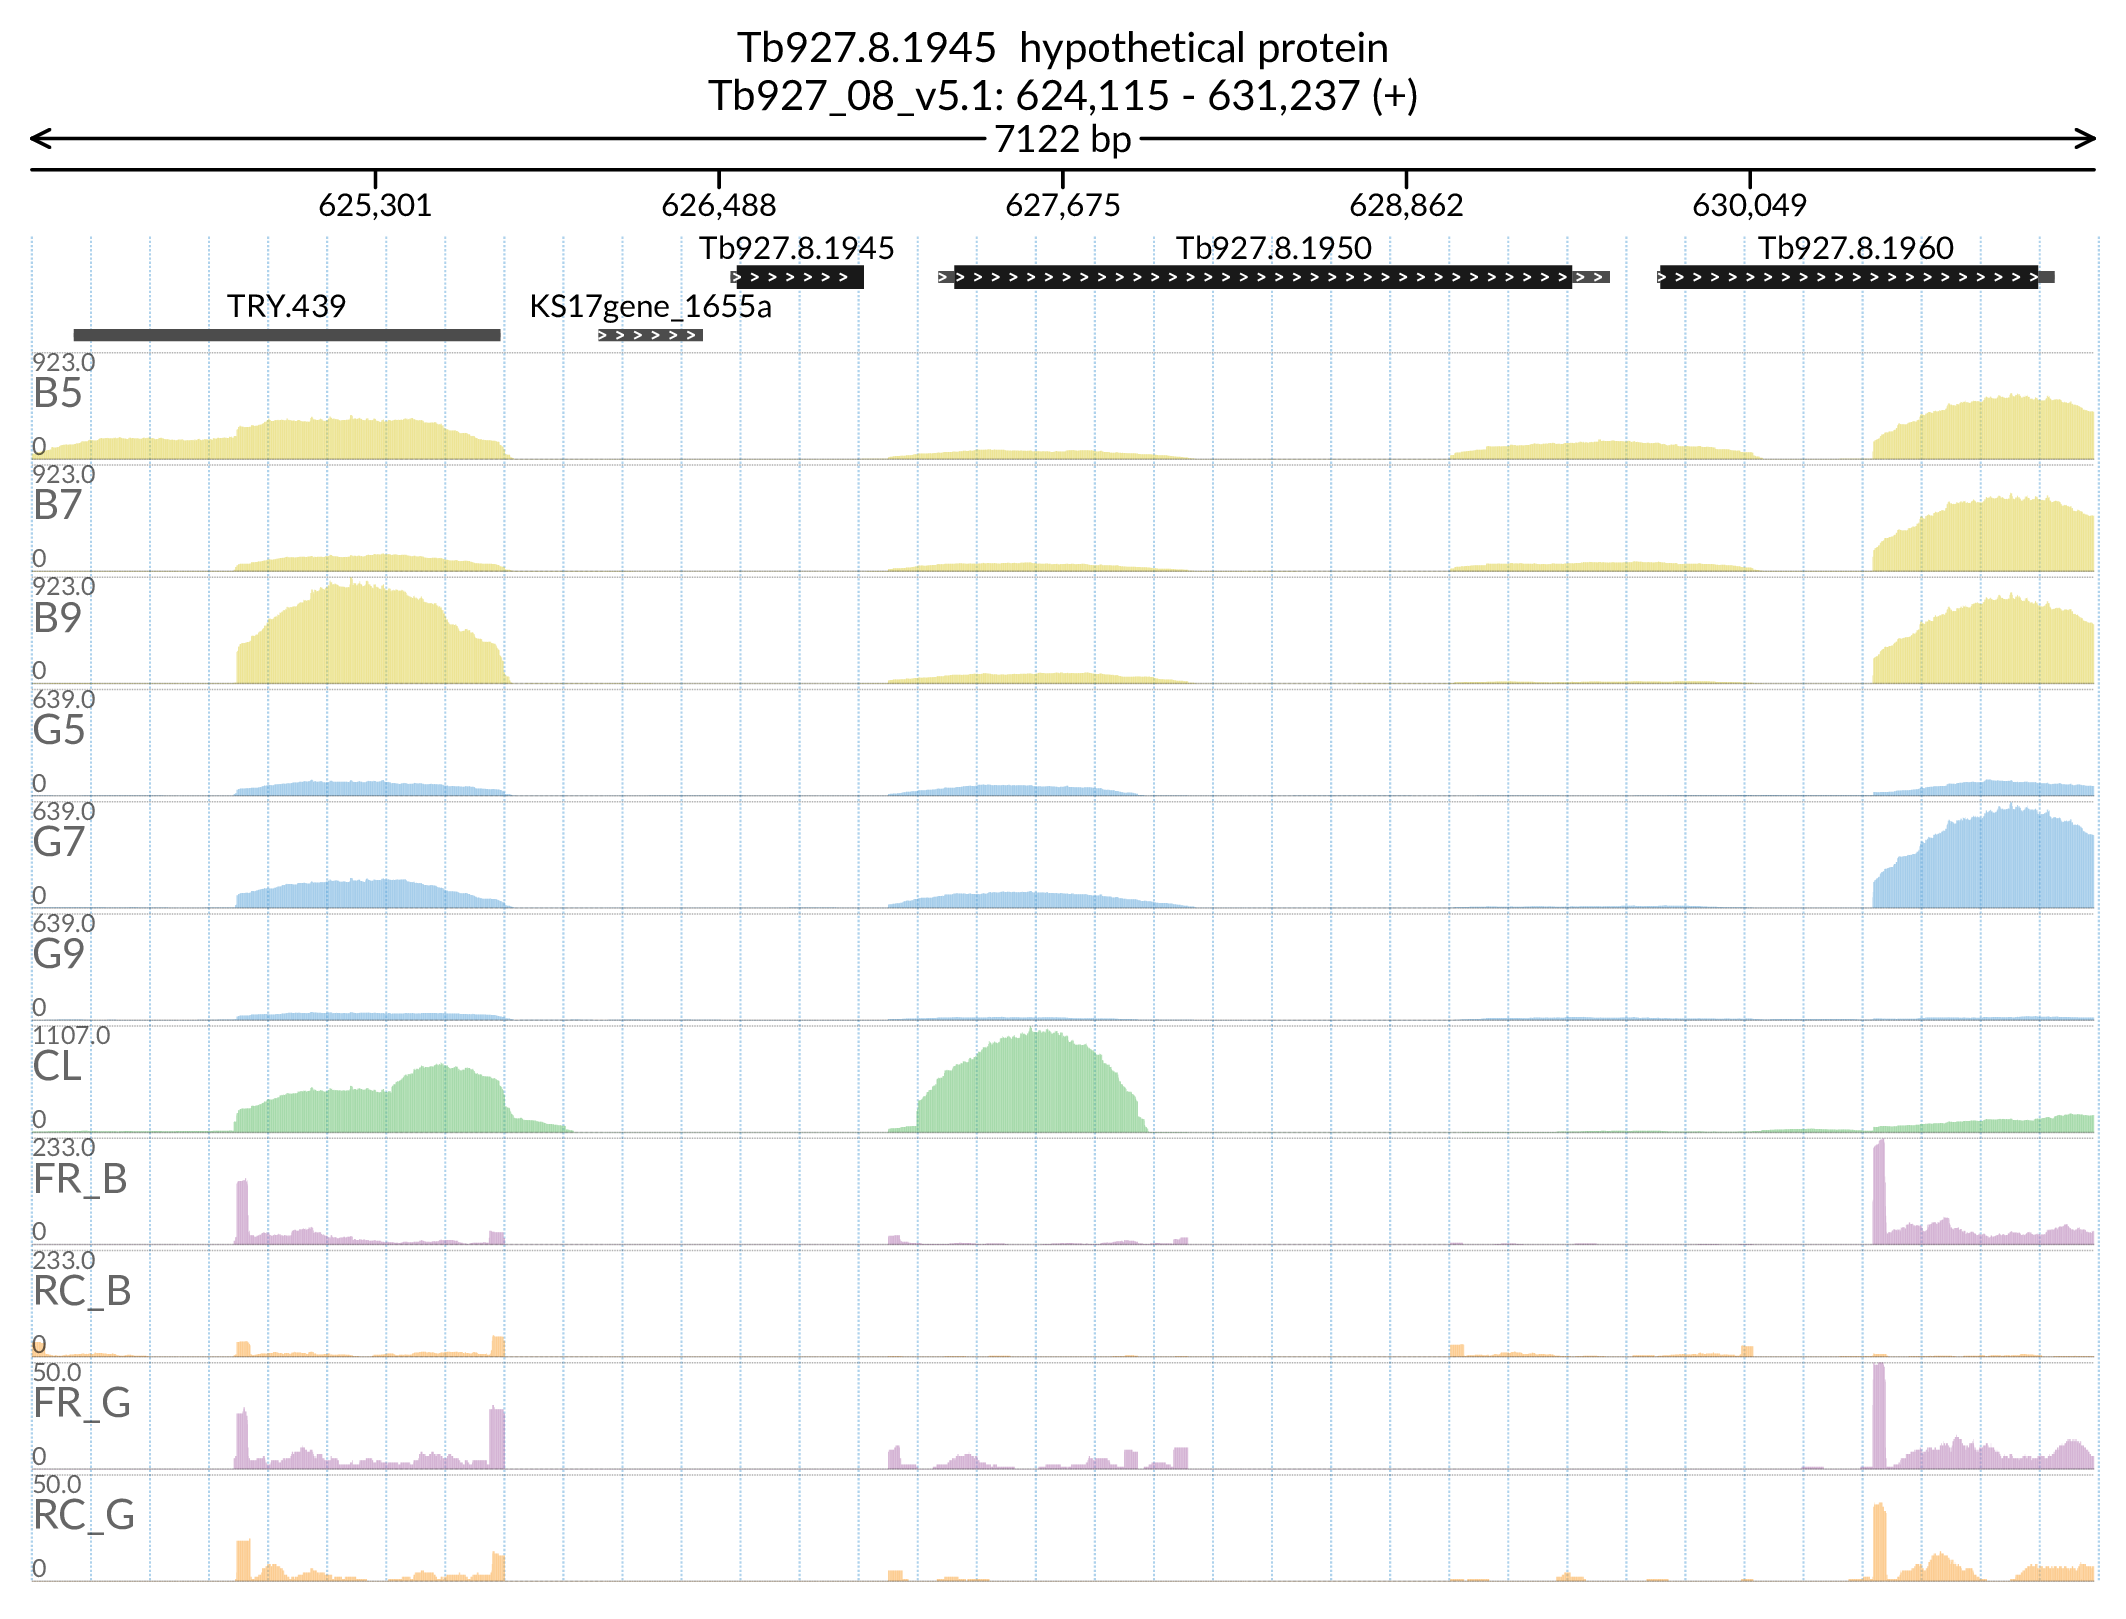 Tb927.8.1945 hypothetical protein
Tb927_08_v5.1: 624,115 - 631,237 (+)
7122 bp
625,301 626,488 627,675 628,862 630,049
Tb927.8.1945 Tb927.8.1950 Tb927.8.1960
TRY.439 KS17gene_1655a
923.0
B5
0
923.0
B7
0
923.0
B9
0
639.0
G5
0
639.0
G7
0
639.0
G9
0
1107.0
CL
0
233.0
FR_B
0
233.0
RC_B
0
50.0
FR_G
0
50.0
RC_G
0